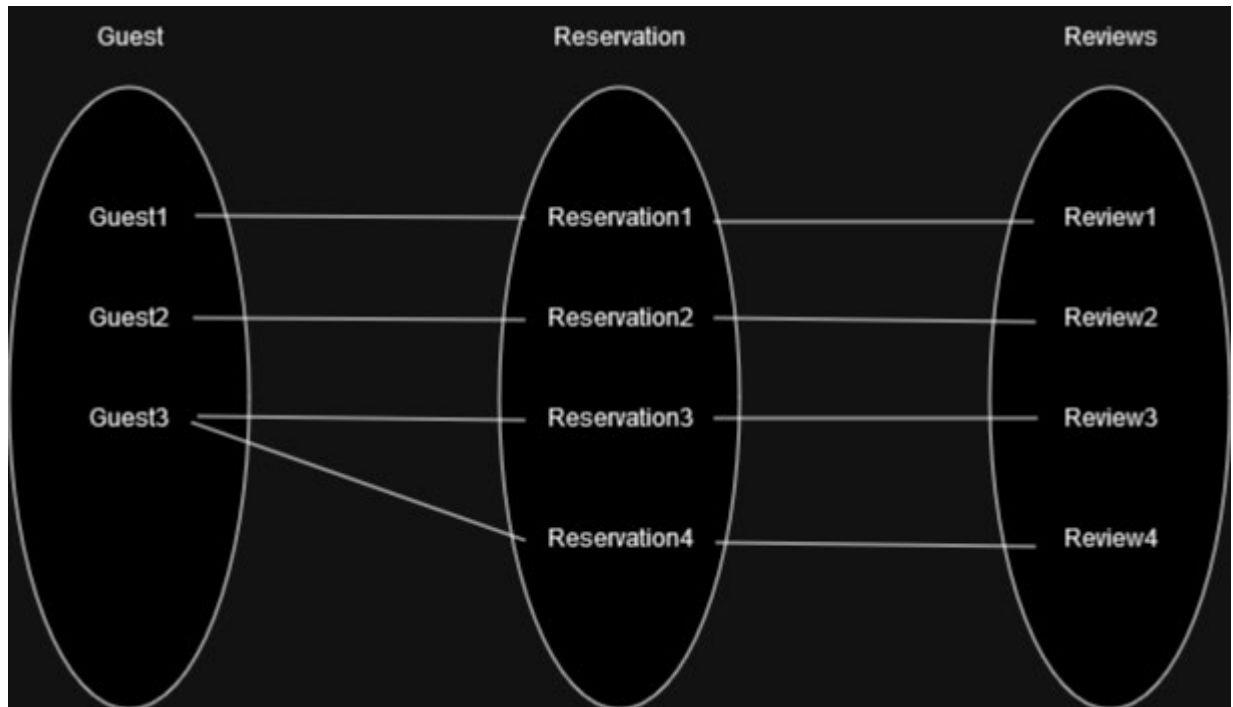 Guest Reservation Reviews
Guest1 Reservation1 Review1
Guest2 Reservation2 Review2
Guest3 Reservation3 Review3
Reservation4 Review4